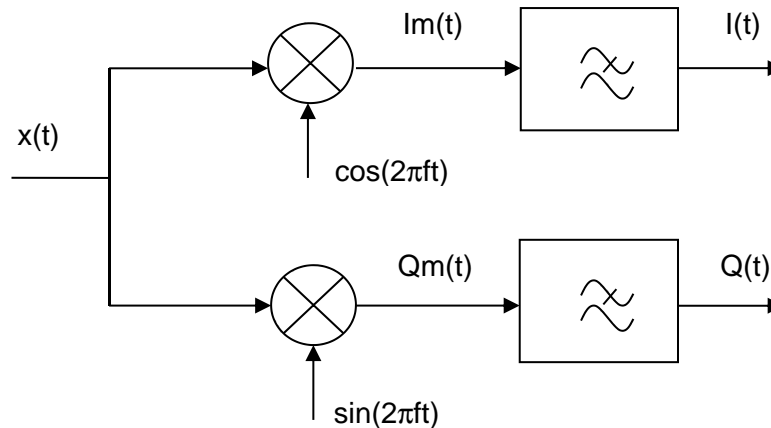 Im(t)
I(t)
x(t)
cos(2πft)
Qm(t)
Q(t)
sin(2πft)